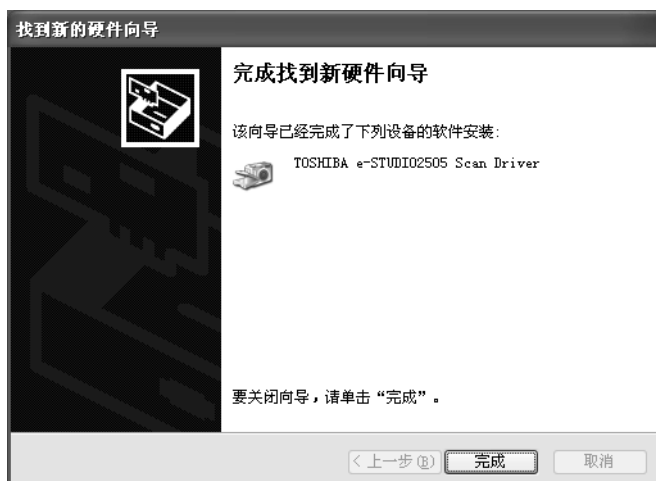 找到新的硬件向导
完成找到新硬件向导
该向导已经完成了下列设备的软件安装:
TOSHIBA e-STUDIO2505 Scan Driver
要关闭向导，请单击“完成”。
< 上一步(B) 完成 取消